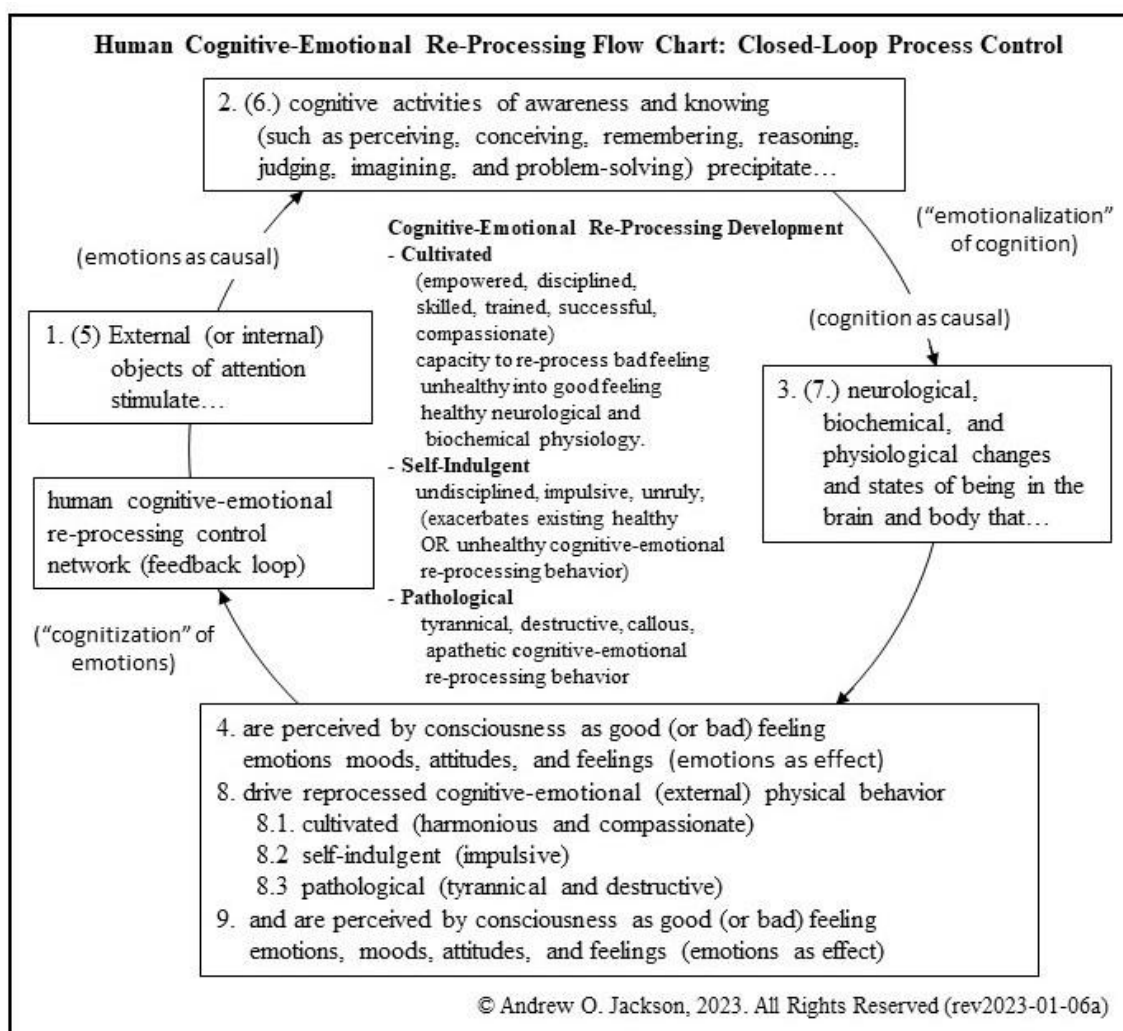 Human Cognitive-Emotional Re-Processing Flow Chart: Closed-Loop Process Control
2. (6.) cognitive activities of awareness and knowing
(such as perceiving, conceiving, remembering, reasoning,
judging, imagining, and problem-solving) precipitate…
("emotionalization"
of cognition)
(emotions as causal)
(cognition as causal)
1. (5) External (or internal)
objects of attention
stimulate…
Cognitive-Emotional Re-Processing Development
- Cultivated
(empowered, disciplined,
skilled, trained, successful,
compassionate)
capacity to re-process bad feeling
unhealthy into good feeling
healthy neurological and
biochemical physiology.
- Self-Indulgent
undisciplined, impulsive, unruly,
(exacerbates existing healthy
OR unhealthy cognitive-emotional
re-processing behavior)
- Pathological
tyrannical, destructive, callous,
apathetic cognitive-emotional
re-processing behavior
3. (7.) neurological,
biochemical, and
physiological changes
and states of being in the
brain and body that…
human cognitive-emotional
re-processing control
network (feedback loop)
("cognitization" of
emotions)
4. are perceived by consciousness as good (or bad) feeling
emotions moods, attitudes, and feelings (emotions as effect)
8. drive reprocessed cognitive-emotional (external) physical behavior
8.1. cultivated (harmonious and compassionate)
8.2 self-indulgent (impulsive)
8.3 pathological (tyrannical and destructive)
9. and are perceived by consciousness as good (or bad) feeling
emotions, moods, attitudes, and feelings (emotions as effect)
© Andrew O. Jackson, 2023. All Rights Reserved (rev2023-01-06a)